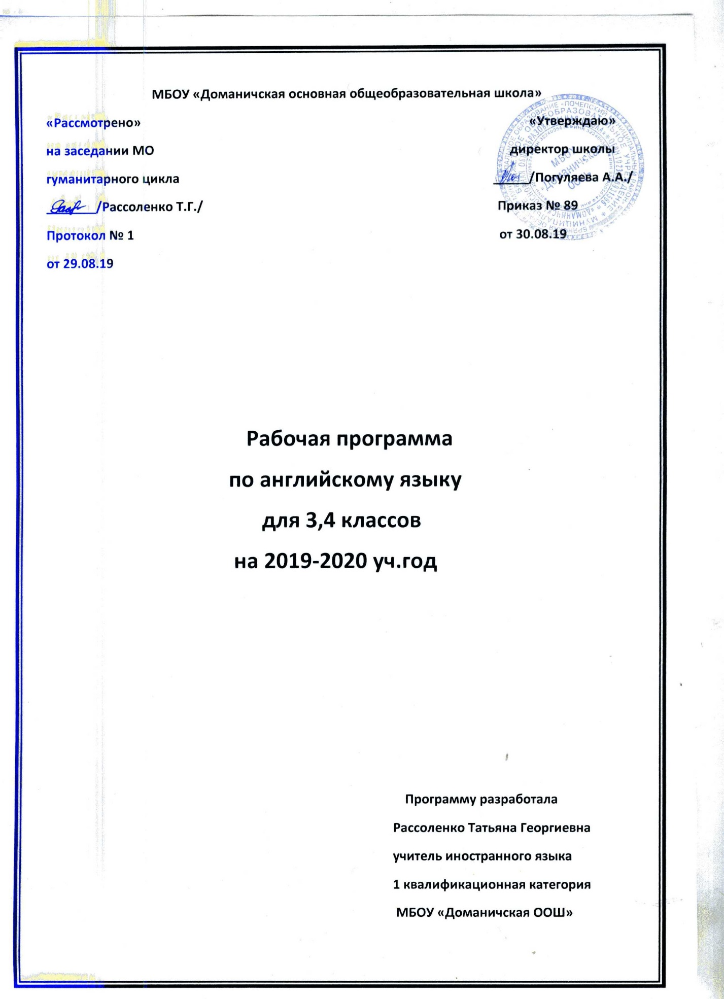 МБОУ «Доманичская основная общеобразовательная школа»
«Рассмотрено»
на заседании МО
гуманитарного цикла
/Рассоленко Т.Г./
Протокол № 1
от 29.08.19
«Утверждаю»
директор школы
/Погуляева А.А./
Приказ № 89
от 30.08.19
МБОУ
Доманичская
ООШ
Рабочая программа
по английскому языку
для 3,4 классов
на 2019-2020 уч.год
Программу разработала
Рассоленко Татьяна Георгиевна
учитель иностранного языка
1 квалификационная категория
МБОУ «Доманичская ООШ»